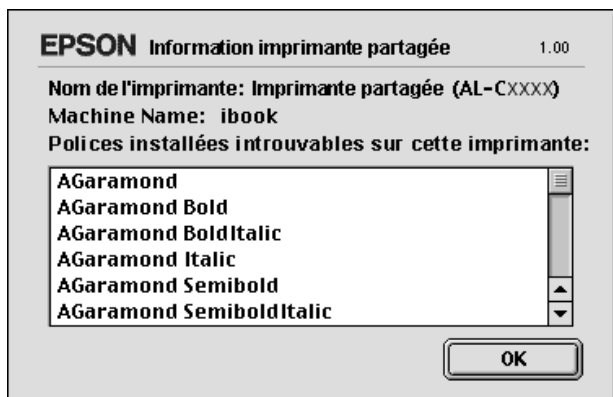 EPSON Information imprimante partagée 1.00
Nom de l'imprimante: Imprimante partagée (AL-CXXXX)
Machine Name: ibook
Polices installées introuvables sur cette imprimante:
AGaramond
AGaramond Bold
AGaramond BoldItalic
AGaramond Italic
AGaramond Semibold
AGaramond SemiboldItalic
OK